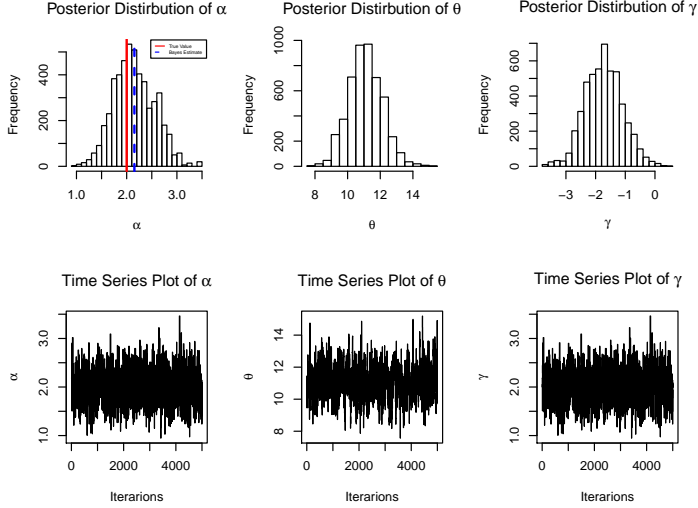 Posterior Distirbution of α
Posterior Distirbution of θ
Posterior Distirbution of γ
True Value
Bayes Estimate
Frequency
0
200
400
1.0
2.0
3.0
α
Frequency
0
200
600
1000
8
10
12
14
θ
Frequency
0
200
400
600
−3
−2
−1
0
γ
Time Series Plot of α
Time Series Plot of θ
Time Series Plot of γ
α
1.0
2.0
3.0
0
2000
4000
Iterarions
θ
8
10
12
14
0
2000
4000
Iterarions
γ
1.0
2.0
3.0
0
2000
4000
Iterarions